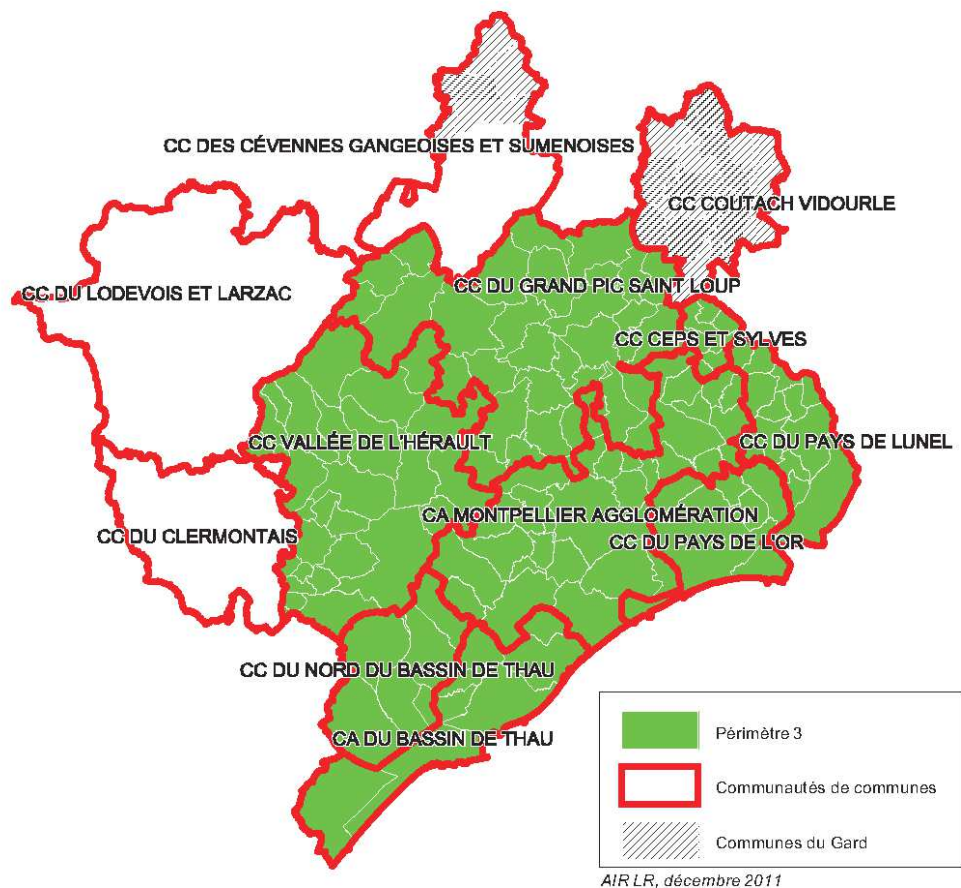 CC DES CÉVENNES GANGEOISES ET SUMENOISES
CC COUTACH VIDOURLE
CC DU GRAND PIC SAINT LOUP
CC DU LODEVOIS ET LARZAC
CC CEPS ET SYLVES
CC VALLÉE DE L'HÉRAULT
CC DU PAYS DE LUNEL
CA MONTPELLIER AGGLOMÉRATION
CC DU CLERMONTAIS
CC DU PAYS DE L'OR
CC DU NORD DU BASSIN DE THAU
CA DU BASSIN DE THAU
Périmètre 3
Communautés de communes
Communes du Gard
AIR LR, décembre 2011